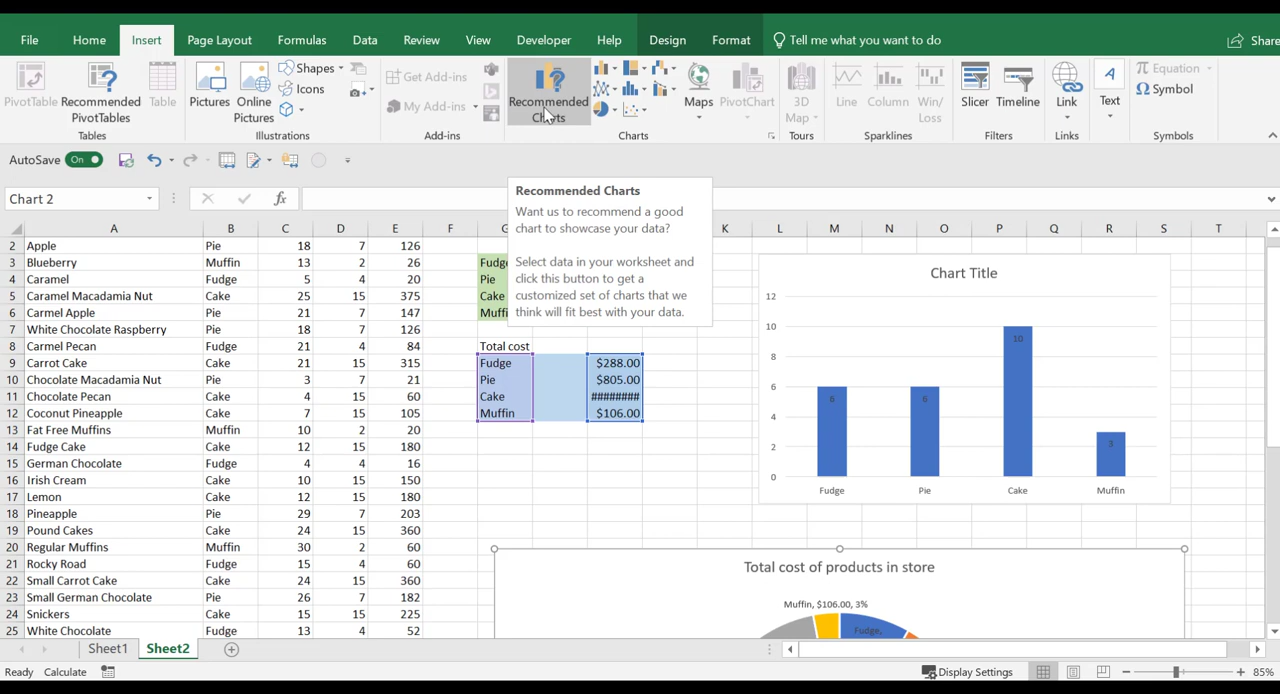 File Home Insert Page Layout Formulas Data Review View Developer Help Design Format Tell me what you want to do Share
PivotTable
Recommended
PivotTables
Table
Tables
Pictures
Online
Pictures
Shapes
Icons
Illustrations
Get Add-ins
My Add-ins
Add-ins
Recommended
Charts
Maps
PivotChart
Charts
3D
Map
Tours
Line
Column
Win/
Loss
Sparklines
Slicer
Timeline
Filters
Link
Links
Text
Equation
Symbol
Symbols
AutoSave On
Chart 2
fx
Recommended Charts
Want us to recommend a good
chart to showcase your data?
Select data in your worksheet and
click this button to get a
customized set of charts that we
think will fit best with your data.
A B C D E F G K L M N O P Q R S T
2 Apple Pie 18 7 126
3 Blueberry Muffin 13 2 26 Fudge
4 Caramel Fudge 5 4 20 Pie
5 Caramel Macadamia Nut Cake 25 15 375 Cake
6 Carmel Apple Pie 21 7 147 Muffi
7 White Chocolate Raspberry Pie 18 7 126
8 Carmel Pecan Fudge 21 4 84 Total cost
9 Carrot Cake Cake 21 15 315 Fudge $288.00
10 Chocolate Macadamia Nut Pie 3 7 21 Pie $805.00
11 Chocolate Pecan Cake 4 15 60 Cake ########
12 Coconut Pineapple Cake 7 15 105 Muffin $106.00
13 Fat Free Muffins Muffin 10 2 20
14 Fudge Cake Cake 12 15 180
15 German Chocolate Fudge 4 4 16
16 Irish Cream Cake 10 15 150
17 Lemon Cake 12 15 180
18 Pineapple Pie 29 7 203
19 Pound Cakes Cake 24 15 360
20 Regular Muffins Muffin 30 2 60
21 Rocky Road Fudge 15 4 60
22 Small Carrot Cake Cake 24 15 360
23 Small German Chocolate Pie 26 7 182
24 Snickers Cake 15 15 225
25 White Chocolate Fudge 13 4 52
Chart Title
12
10
8
6
4
2
0
6 6 10 3
Fudge Pie Cake Muffin
Total cost of products in store
Muffin, $106.00, 3%
Fudge,
Sheet1 Sheet2
Ready Calculate Display Settings 85%